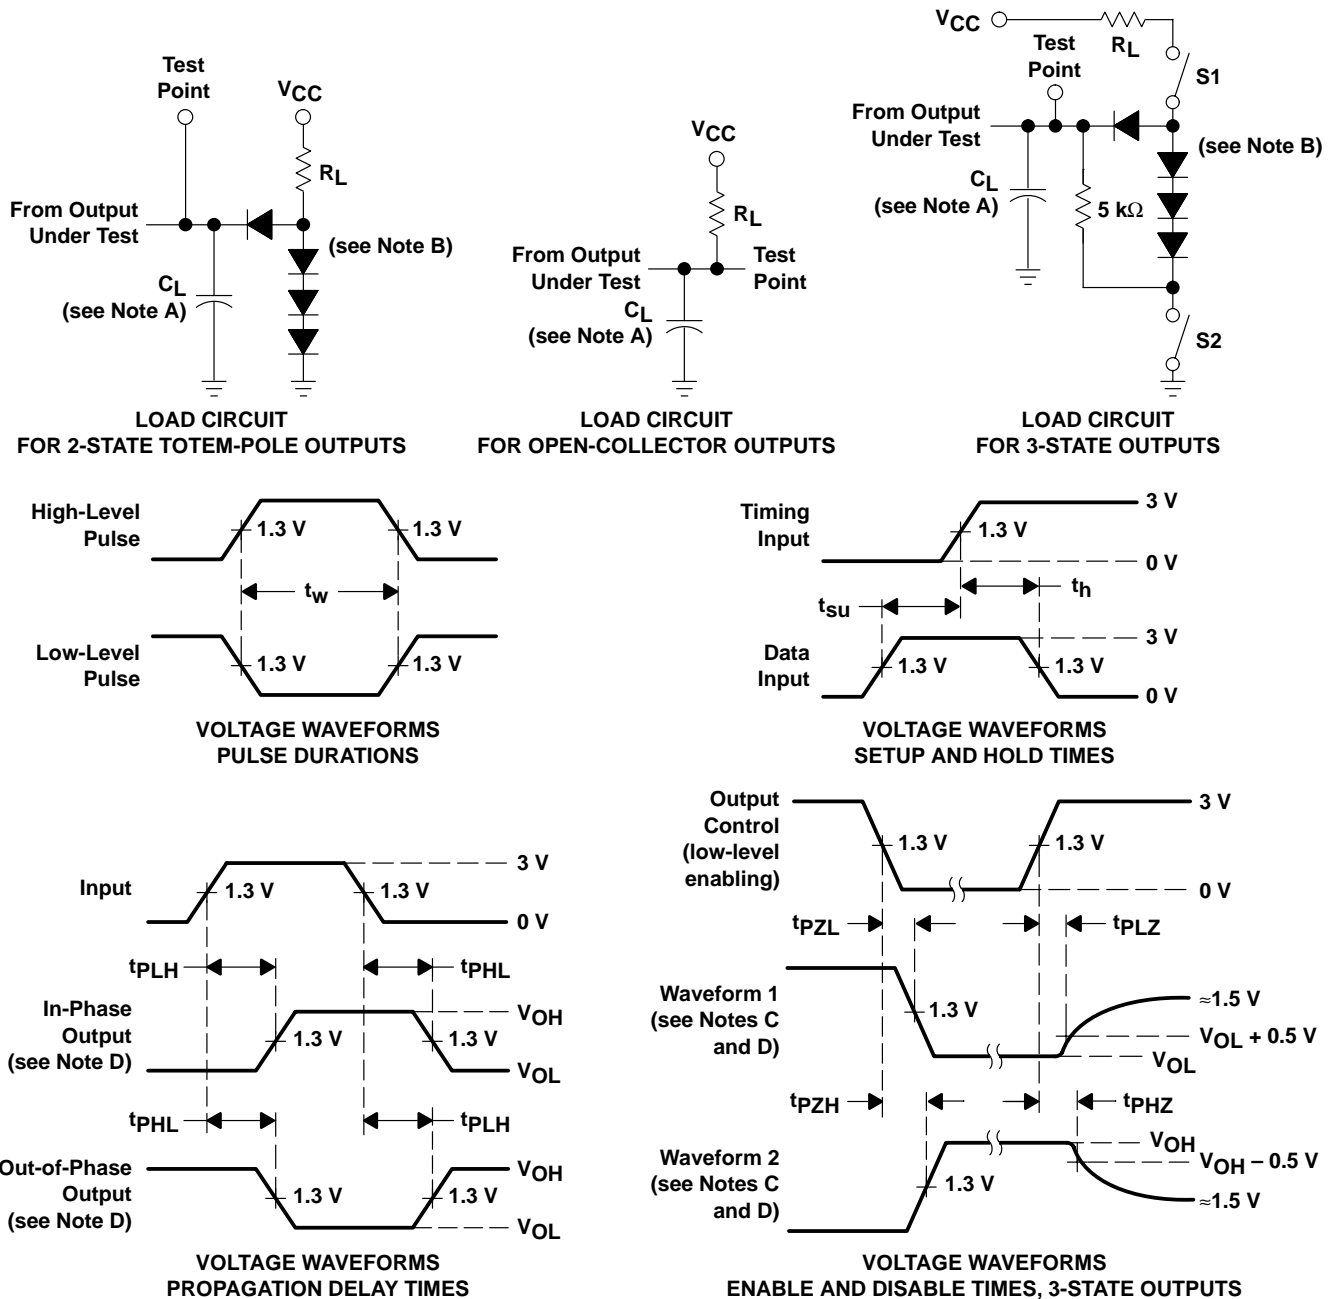 Test
Point
VCC
RL
From Output
Under Test
(see Note B)
CL
(see Note A)
LOAD CIRCUIT
FOR 2-STATE TOTEM-POLE OUTPUTS
VCC
RL
From Output
Under Test
Test
Point
CL
(see Note A)
LOAD CIRCUIT
FOR OPEN-COLLECTOR OUTPUTS
VCC
RL
Test
Point
S1
From Output
Under Test
(see Note B)
CL
(see Note A)
5 kΩ
S2
LOAD CIRCUIT
FOR 3-STATE OUTPUTS
High-Level
Pulse
1.3 V
1.3 V
tw
Low-Level
Pulse
1.3 V
1.3 V
VOLTAGE WAVEFORMS
PULSE DURATIONS
Timing
Input
1.3 V
3 V
0 V
th
tsu
Data
Input
1.3 V
1.3 V
3 V
0 V
VOLTAGE WAVEFORMS
SETUP AND HOLD TIMES
Input
1.3 V
1.3 V
3 V
0 V
tPLH
tPHL
In-Phase
Output
(see Note D)
1.3 V
1.3 V
VOH
VOL
tPHL
tPLH
Out-of-Phase
Output
(see Note D)
1.3 V
1.3 V
VOH
VOL
VOLTAGE WAVEFORMS
PROPAGATION DELAY TIMES
Output
Control
(low-level
enabling)
1.3 V
1.3 V
3 V
0 V
tPZL
tPLZ
Waveform 1
(see Notes C
and D)
1.3 V
≈1.5 V
VOL + 0.5 V
VOL
tPZH
tPHZ
Waveform 2
(see Notes C
and D)
1.3 V
VOH
VOH – 0.5 V
≈1.5 V
VOLTAGE WAVEFORMS
ENABLE AND DISABLE TIMES, 3-STATE OUTPUTS